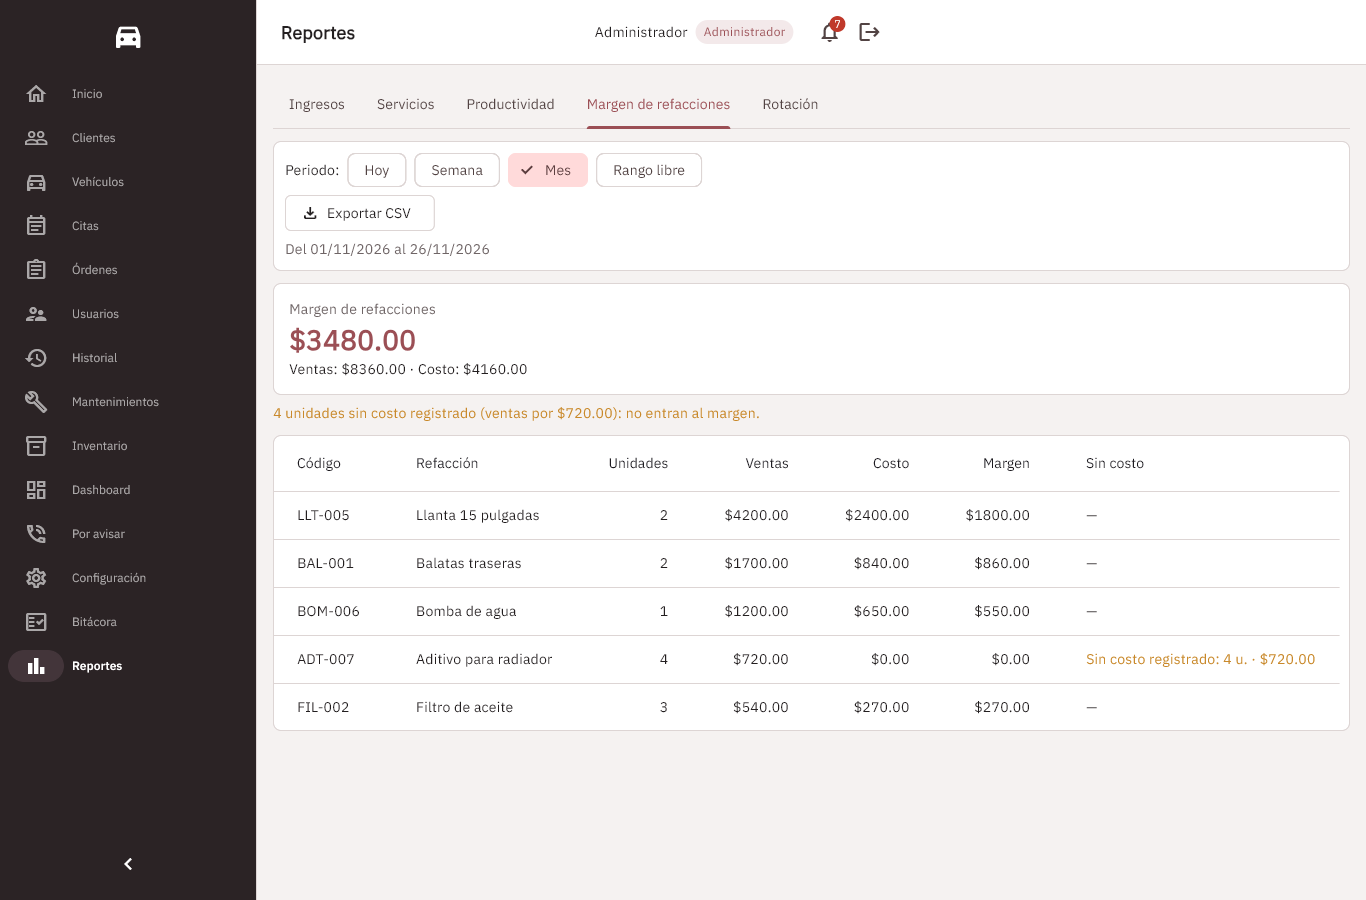 Reportes
Administrador Administrador 7
Inicio
Clientes
Vehículos
Citas
Órdenes
Usuarios
Historial
Mantenimientos
Inventario
Dashboard
Por avisar
Configuración
Bitácora
Reportes
Ingresos Servicios Productividad Margen de refacciones Rotación
Periodo: Hoy Semana Mes Rango libre
Exportar CSV
Del 01/11/2026 al 26/11/2026
Margen de refacciones
$3480.00
Ventas: $8360.00 · Costo: $4160.00
4 unidades sin costo registrado (ventas por $720.00): no entran al margen.
Código Refacción Unidades Ventas Costo Margen Sin costo
LLT-005 Llanta 15 pulgadas 2 $4200.00 $2400.00 $1800.00 —
BAL-001 Balatas traseras 2 $1700.00 $840.00 $860.00 —
BOM-006 Bomba de agua 1 $1200.00 $650.00 $550.00 —
ADT-007 Aditivo para radiador 4 $720.00 $0.00 $0.00 Sin costo registrado: 4 u. · $720.00
FIL-002 Filtro de aceite 3 $540.00 $270.00 $270.00 —